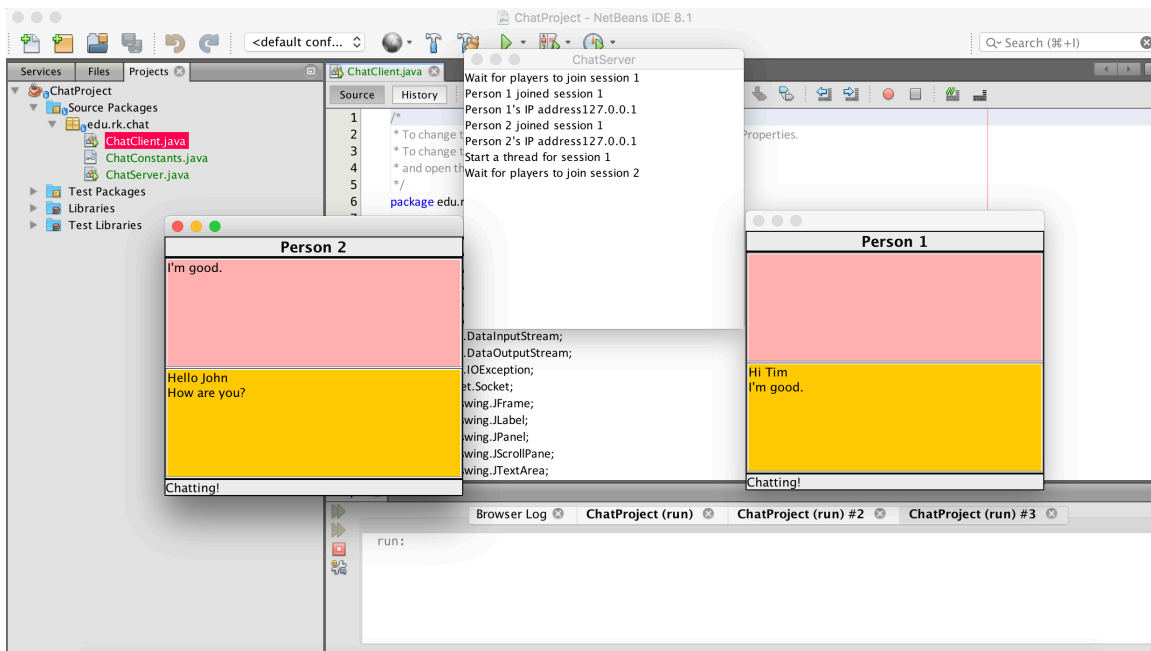 ChatProject - NetBeans IDE 8.1
<default conf...
Search (⌘+I)
Services Files Projects
ChatClient.java
ChatProject
Source Packages
edu.rk.chat
ChatClient.java
ChatConstants.java
ChatServer.java
Test Packages
Libraries
Test Libraries
Source History
1 /*
2 * To change t
Properties.
3 * To change t
4 * and open th
5 */
6 package edu.r
ChatServer
Wait for players to join session 1
Person 1 joined session 1
Person 1's IP address127.0.0.1
Person 2 joined session 1
Person 2's IP address127.0.0.1
Start a thread for session 1
Wait for players to join session 2
Person 2
I'm good.
Hello John
How are you?
Chatting!
.DataInputStream;
.DataOutputStream;
.IOException;
et.Socket;
wing.JFrame;
wing.JLabel;
wing.JPanel;
wing.JScrollPane;
wing.JTextArea;
Person 1
Hi Tim
I'm good.
Chatting!
Browser Log ChatProject (run) ChatProject (run) #2 ChatProject (run) #3
run: